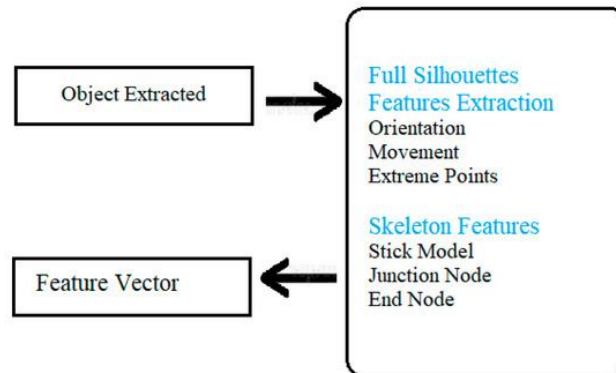 Object Extracted
Full Silhouettes
Features Extraction
Orientation
Movement
Extreme Points
Skeleton Features
Stick Model
Junction Node
End Node
Feature Vector